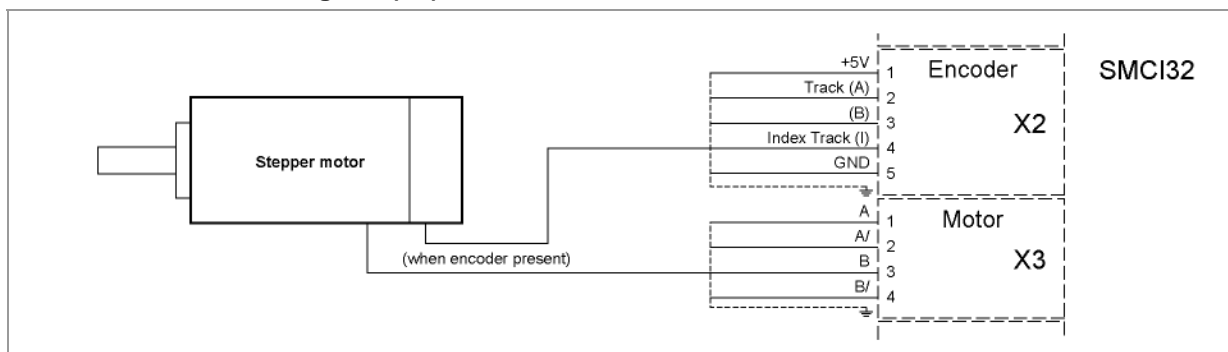 Stepper motor
(when encoder present)
+5V
Track (A)
(B)
Index Track (I)
GND
1
2
3
4
5
Encoder
X2
SMCI32
A
A/
B
B/
1
2
3
4
Motor
X3